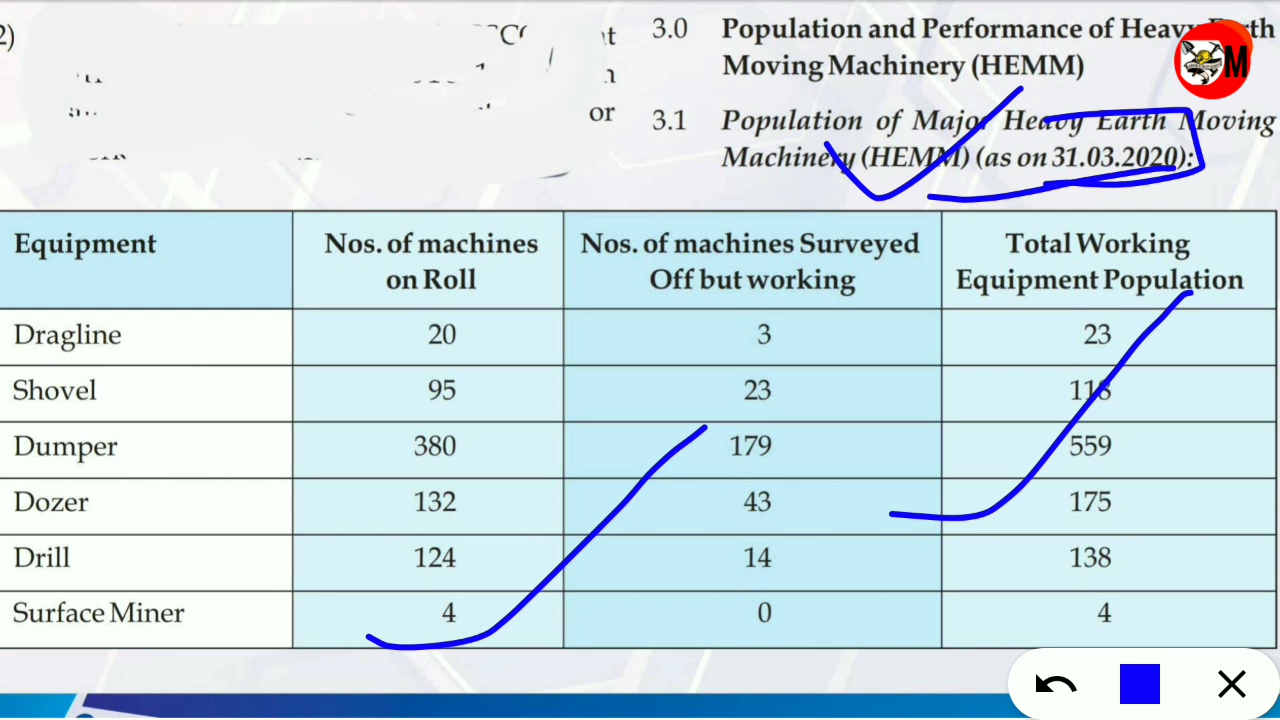 2)
or
3.0 Population and Performance of Heavy Earth
Moving Machinery (HEMM)
3.1 Population of Major Heavy Earth Moving
Machinery (HEMM) (as on 31.03.2020):
M
Equipment Nos. of machines on Roll Nos. of machines Surveyed Off but working Total Working Equipment Population
Dragline 20 3 23
Shovel 95 23 118
Dumper 380 179 559
Dozer 132 43 175
Drill 124 14 138
Surface Miner 4 0 4